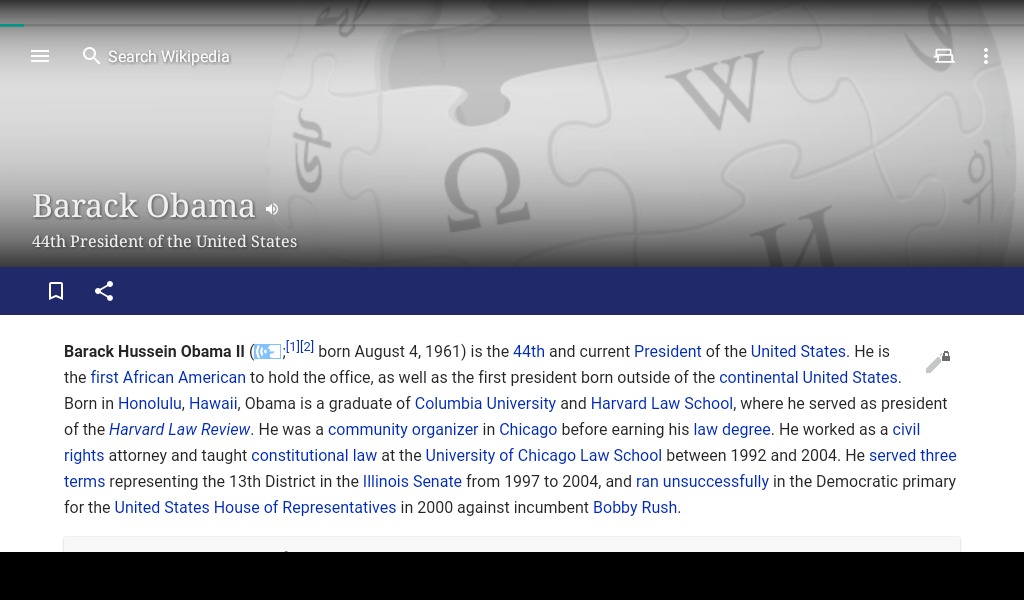 Search Wikipedia
W
Ω
И
Barack Obama
44th President of the United States
Barack Hussein Obama II (;[1][2] born August 4, 1961) is the 44th and current President of the United States. He is
the first African American to hold the office, as well as the first president born outside of the continental United States.
Born in Honolulu, Hawaii, Obama is a graduate of Columbia University and Harvard Law School, where he served as president
of the Harvard Law Review. He was a community organizer in Chicago before earning his law degree. He worked as a civil
rights attorney and taught constitutional law at the University of Chicago Law School between 1992 and 2004. He served three
terms representing the 13th District in the Illinois Senate from 1997 to 2004, and ran unsuccessfully in the Democratic primary
for the United States House of Representatives in 2000 against incumbent Bobby Rush.